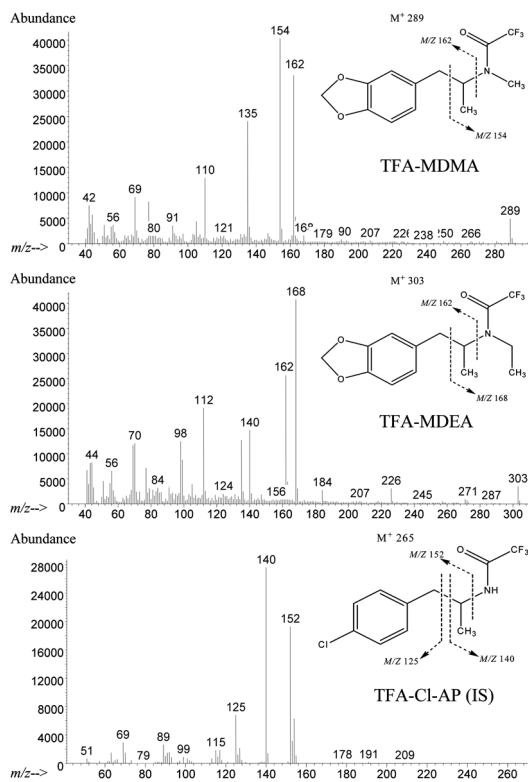 Abundance
40000
35000
30000
25000
20000
15000
10000
5000
0
m/z-->
40 60 80 100 120 140 160 180 200 220 240 260 280
42 56 69 80 91 110 121 135 154 162 168 179 90 207 226 238 250 266 289
M⁺ 289
M/Z 162
O CF₃
N CH₃
CH₃
O
O
M/Z 154
TFA-MDMA
Abundance
40000
35000
30000
25000
20000
15000
10000
5000
0
m/z-->
40 60 80 100 120 140 160 180 200 220 240 260 280 300
44 56 70 84 98 112 124 140 156 162 168 184 207 226 245 271 287 303
M⁺ 303
M/Z 162
O CF₃
N
CH₃ CH₃
O
O
M/Z 168
TFA-MDEA
Abundance
28000
24000
20000
16000
12000
8000
4000
0
m/z-->
40 60 80 100 120 140 160 180 200 220 240 260
51 69 79 89 99 115 125 140 152 178 191 209
M⁺ 265
M/Z 152
O CF₃
NH
CH₃
Cl
M/Z 125 M/Z 140
TFA-Cl-AP (IS)